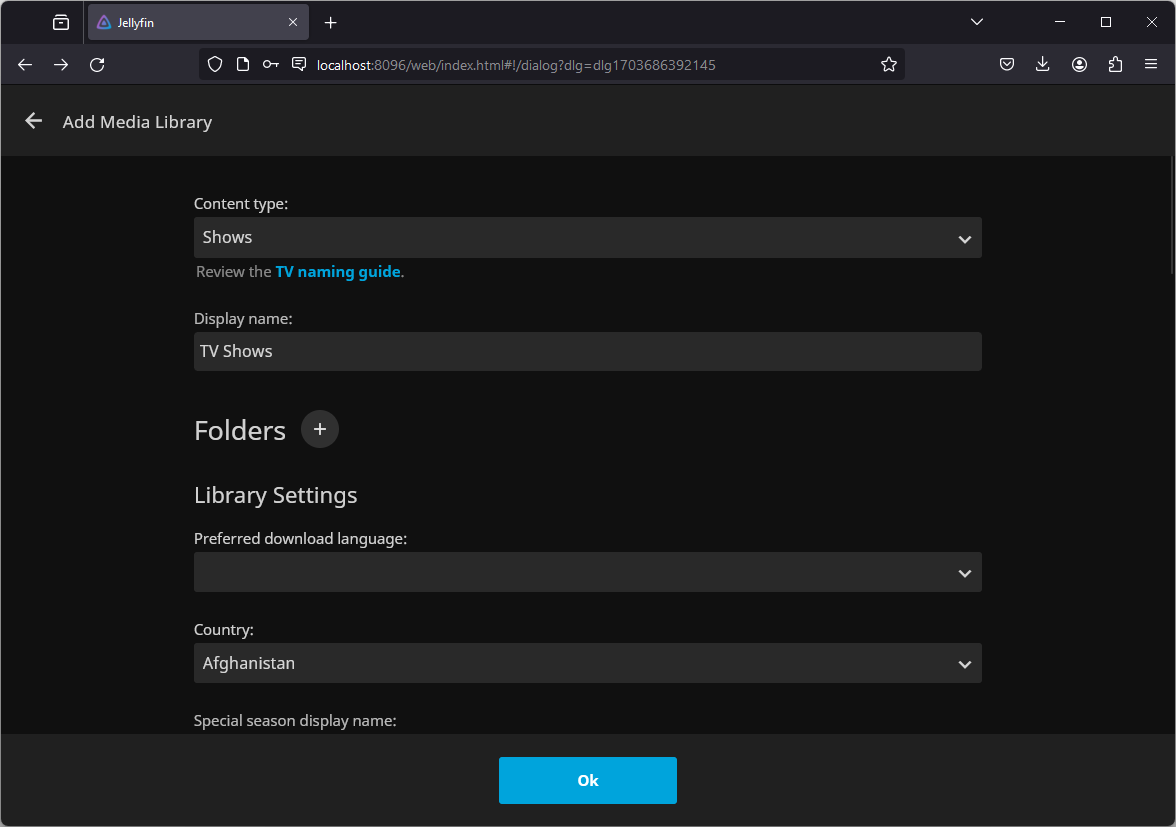 Jellyfin
localhost:8096/web/index.html#!/dialog?dlg=dlg1703686392145
Add Media Library
Content type:
Shows
Review the TV naming guide.
Display name:
TV Shows
Folders
Library Settings
Preferred download language:
Country:
Afghanistan
Special season display name:
Ok